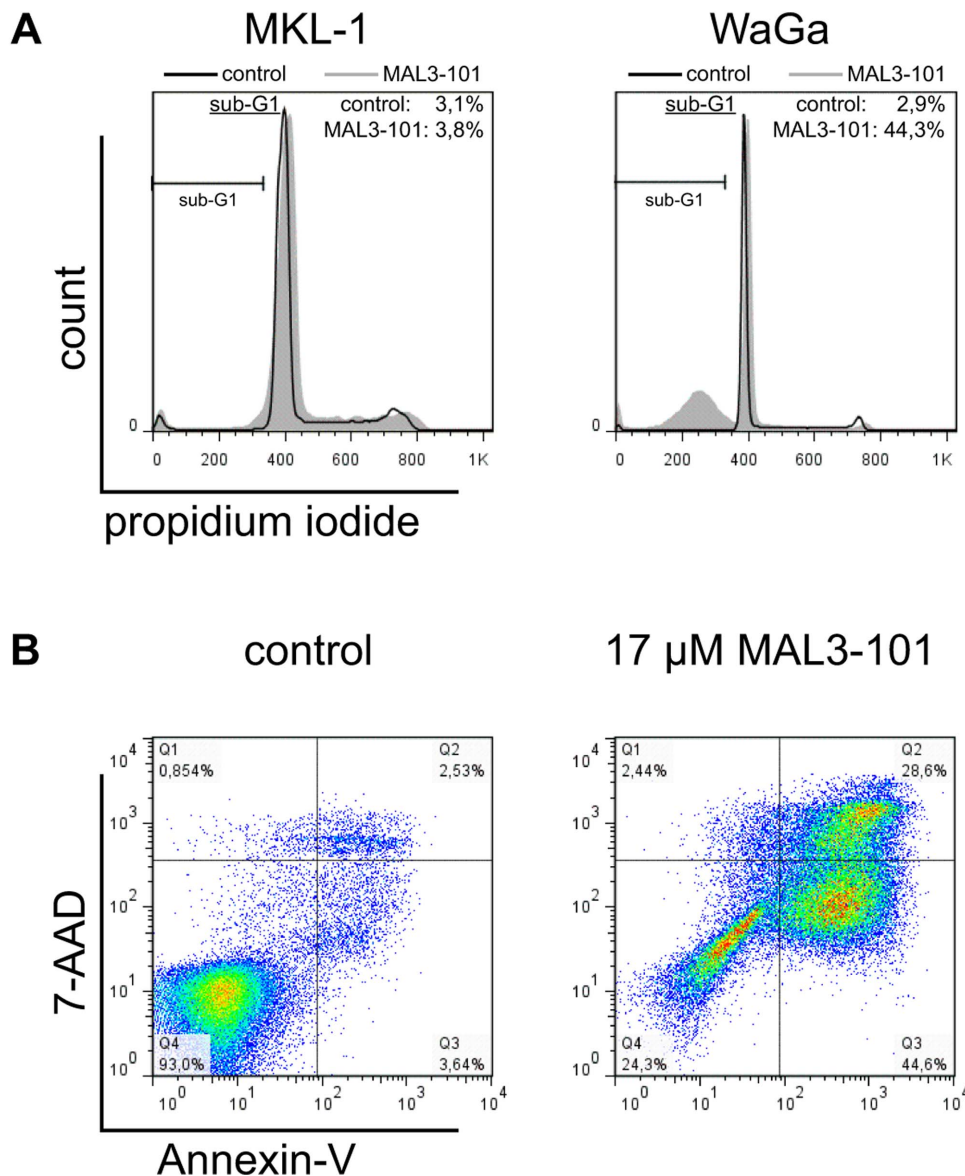 A
MKL-1
WaGa
control MAL3-101
control MAL3-101
sub-G1 control: 3,1%
MAL3-101: 3,8%
sub-G1
sub-G1 control: 2,9%
MAL3-101: 44,3%
sub-G1
count
0
0 200 400 600 800 1K
0
0 200 400 600 800 1K
propidium iodide
B
control
17 µM MAL3-101
Q1
0,854%
Q2
2,53%
Q4
93,0%
Q3
3,64%
10^4
10^3
10^2
10^1
10^0
10^0 10^1 10^2 10^3 10^4
Q1
2,44%
Q2
28,6%
Q4
24,3%
Q3
44,6%
10^4
10^3
10^2
10^1
10^0
10^0 10^1 10^2 10^3 10^4
7-AAD
Annexin-V